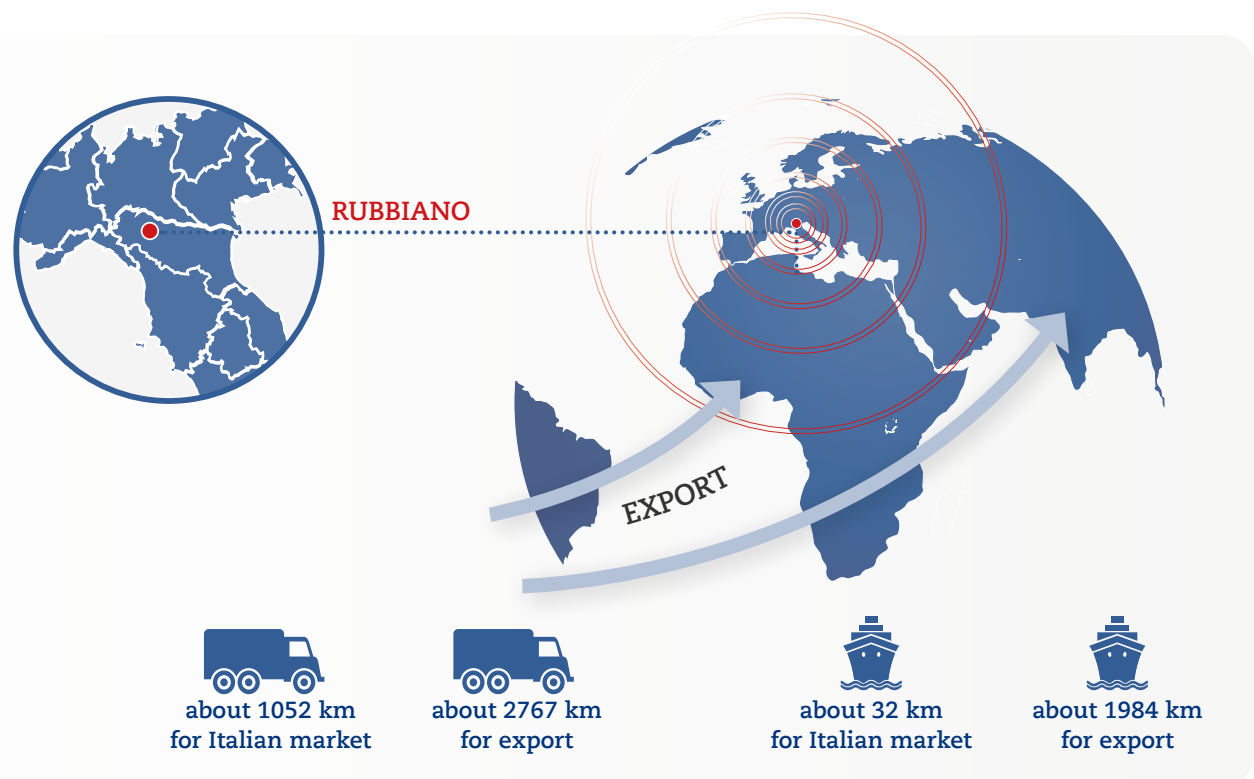 RUBBIANO
EXPORT
about 1052 km
for Italian market
about 2767 km
for export
about 32 km
for Italian market
about 1984 km
for export